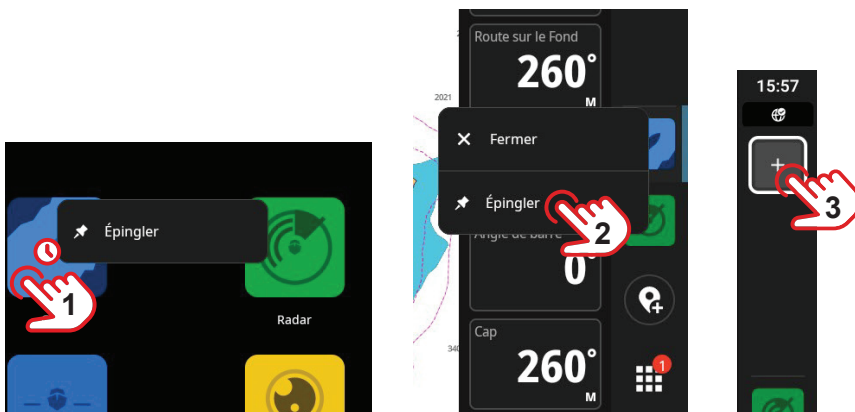 Épingler
1
Radar
Route sur le Fond
260°
M
2021
Fermer
Épingler
2
Angle de barre
0°
Cap
340
260°
M
1
15:57
+
3